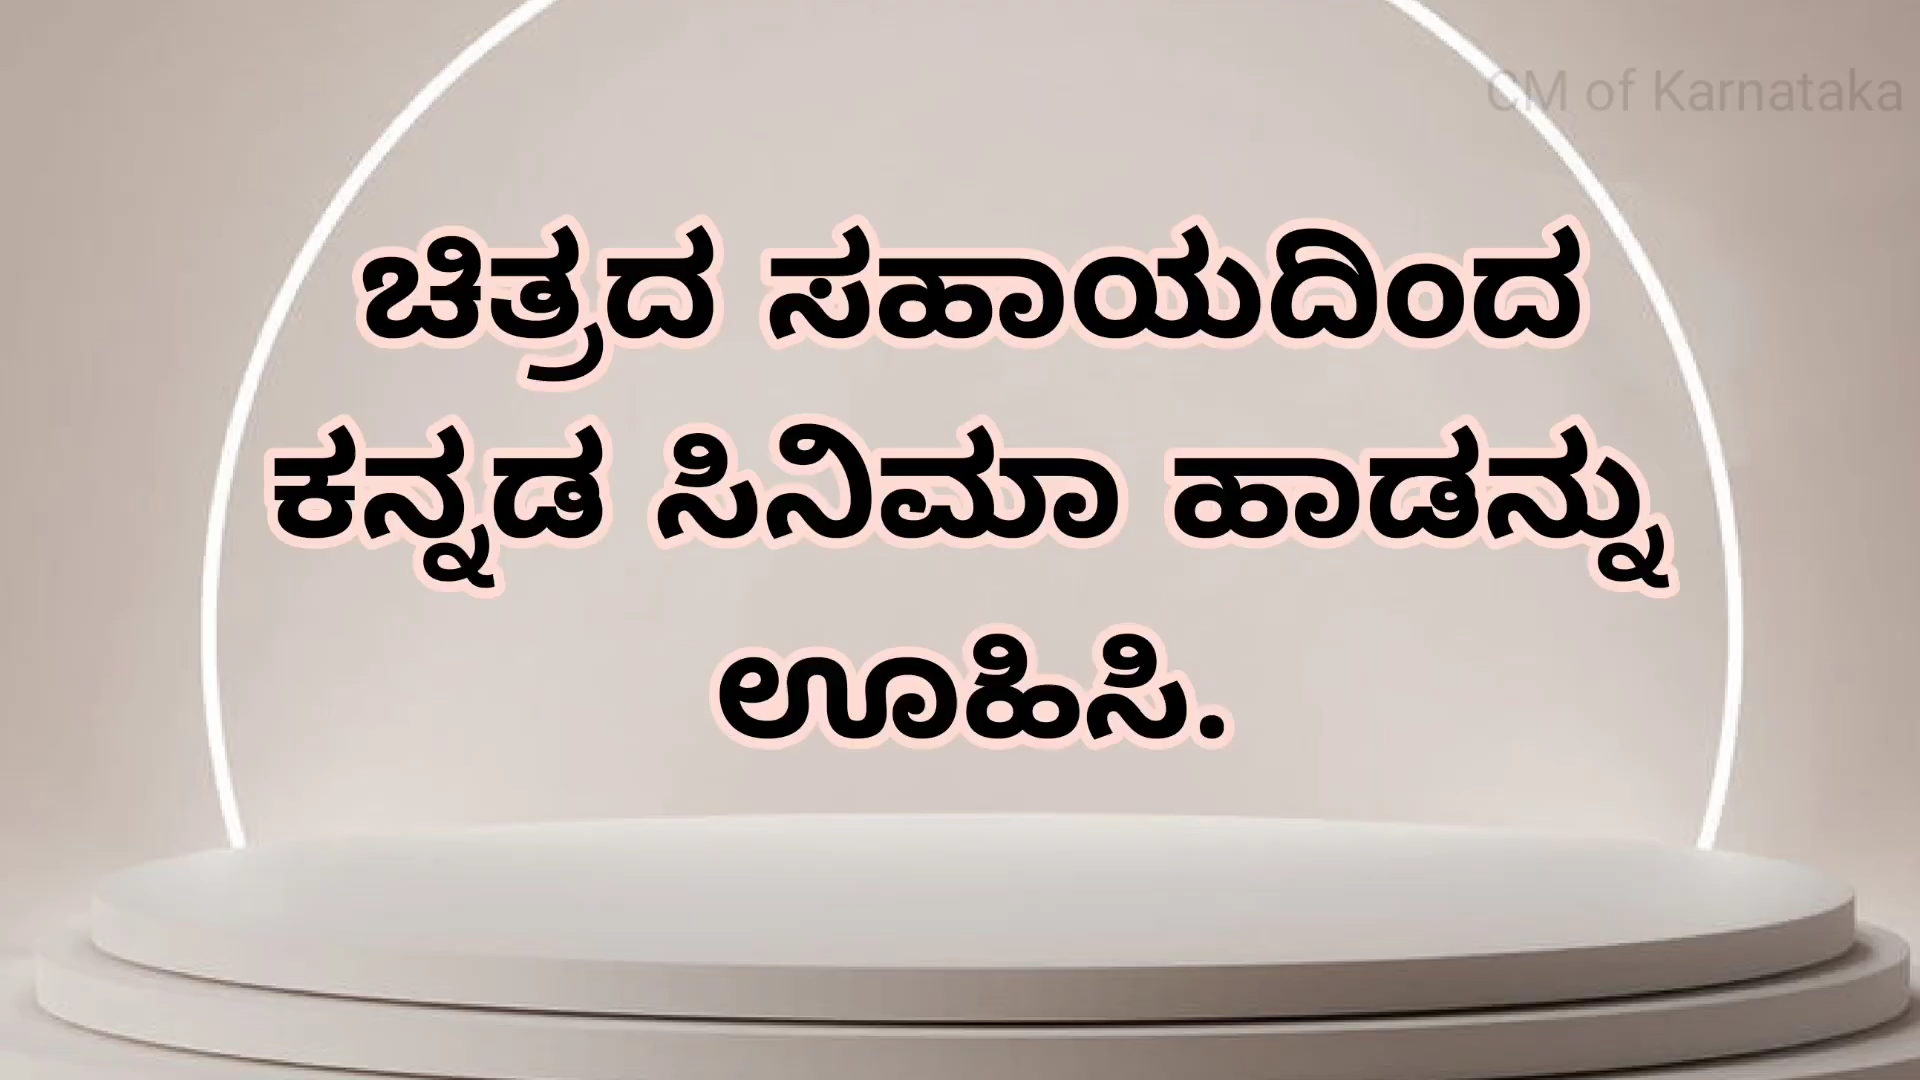 CM of Karnataka
ಚಿತ್ರದ ಸಹಾಯದಿಂದ
ಕನ್ನಡ ಸಿನಿಮಾ ಹಾಡನ್ನು
ಊಹಿಸಿ.